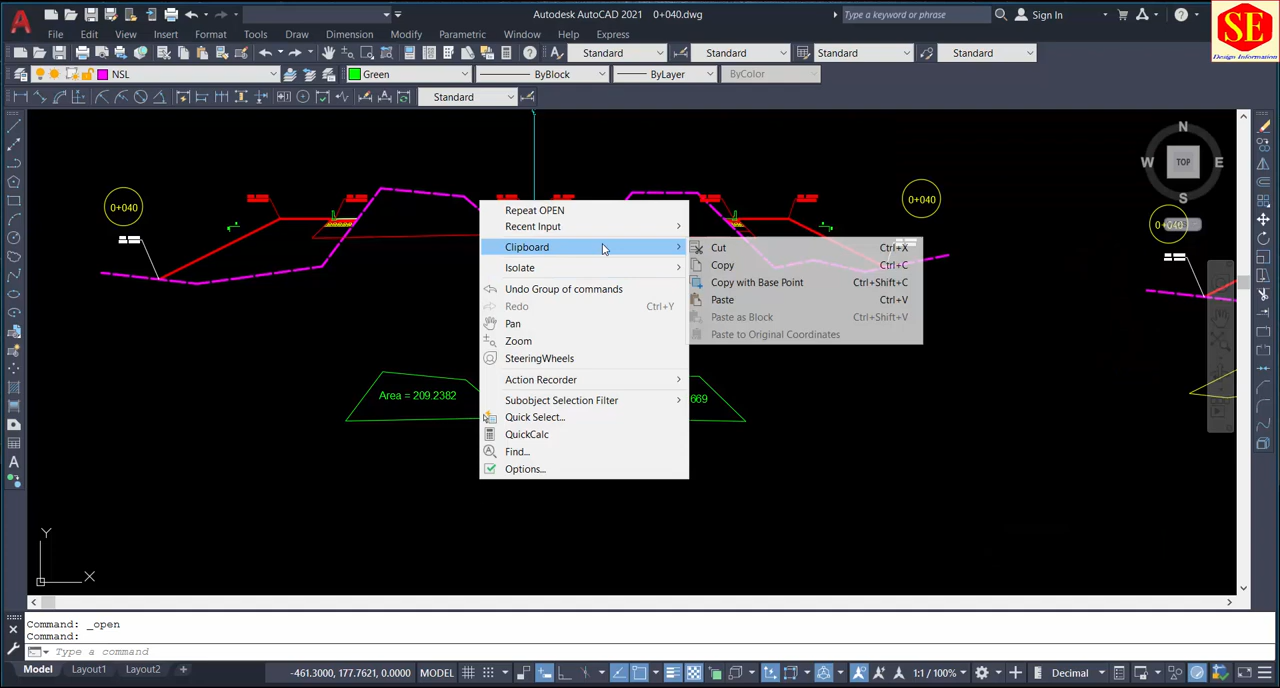 Autodesk AutoCAD 2021 0+040.dwg
Type a keyword or phrase
Sign In
SE
Design Information
File Edit View Insert Format Tools Draw Dimension Modify Parametric Window Help Express
Standard Standard Standard Standard
NSL Green ByBlock ByLayer ByColor
Standard
N
W TOP E
S
0+040
0+040
0+040
Repeat OPEN
Recent Input
Clipboard
Isolate
Undo Group of commands
Redo Ctrl+Y
Pan
Zoom
SteeringWheels
Action Recorder
Subobject Selection Filter
Quick Select...
QuickCalc
Find...
Options...
Cut Ctrl+X
Copy Ctrl+C
Copy with Base Point Ctrl+Shift+C
Paste Ctrl+V
Paste as Block Ctrl+Shift+V
Paste to Original Coordinates
Area = 209.2382
669
Y
X
Command: _open
Command:
Type a command
Model Layout1 Layout2 +
-461.3000, 177.7621, 0.0000 MODEL 1:1 / 100% Decimal